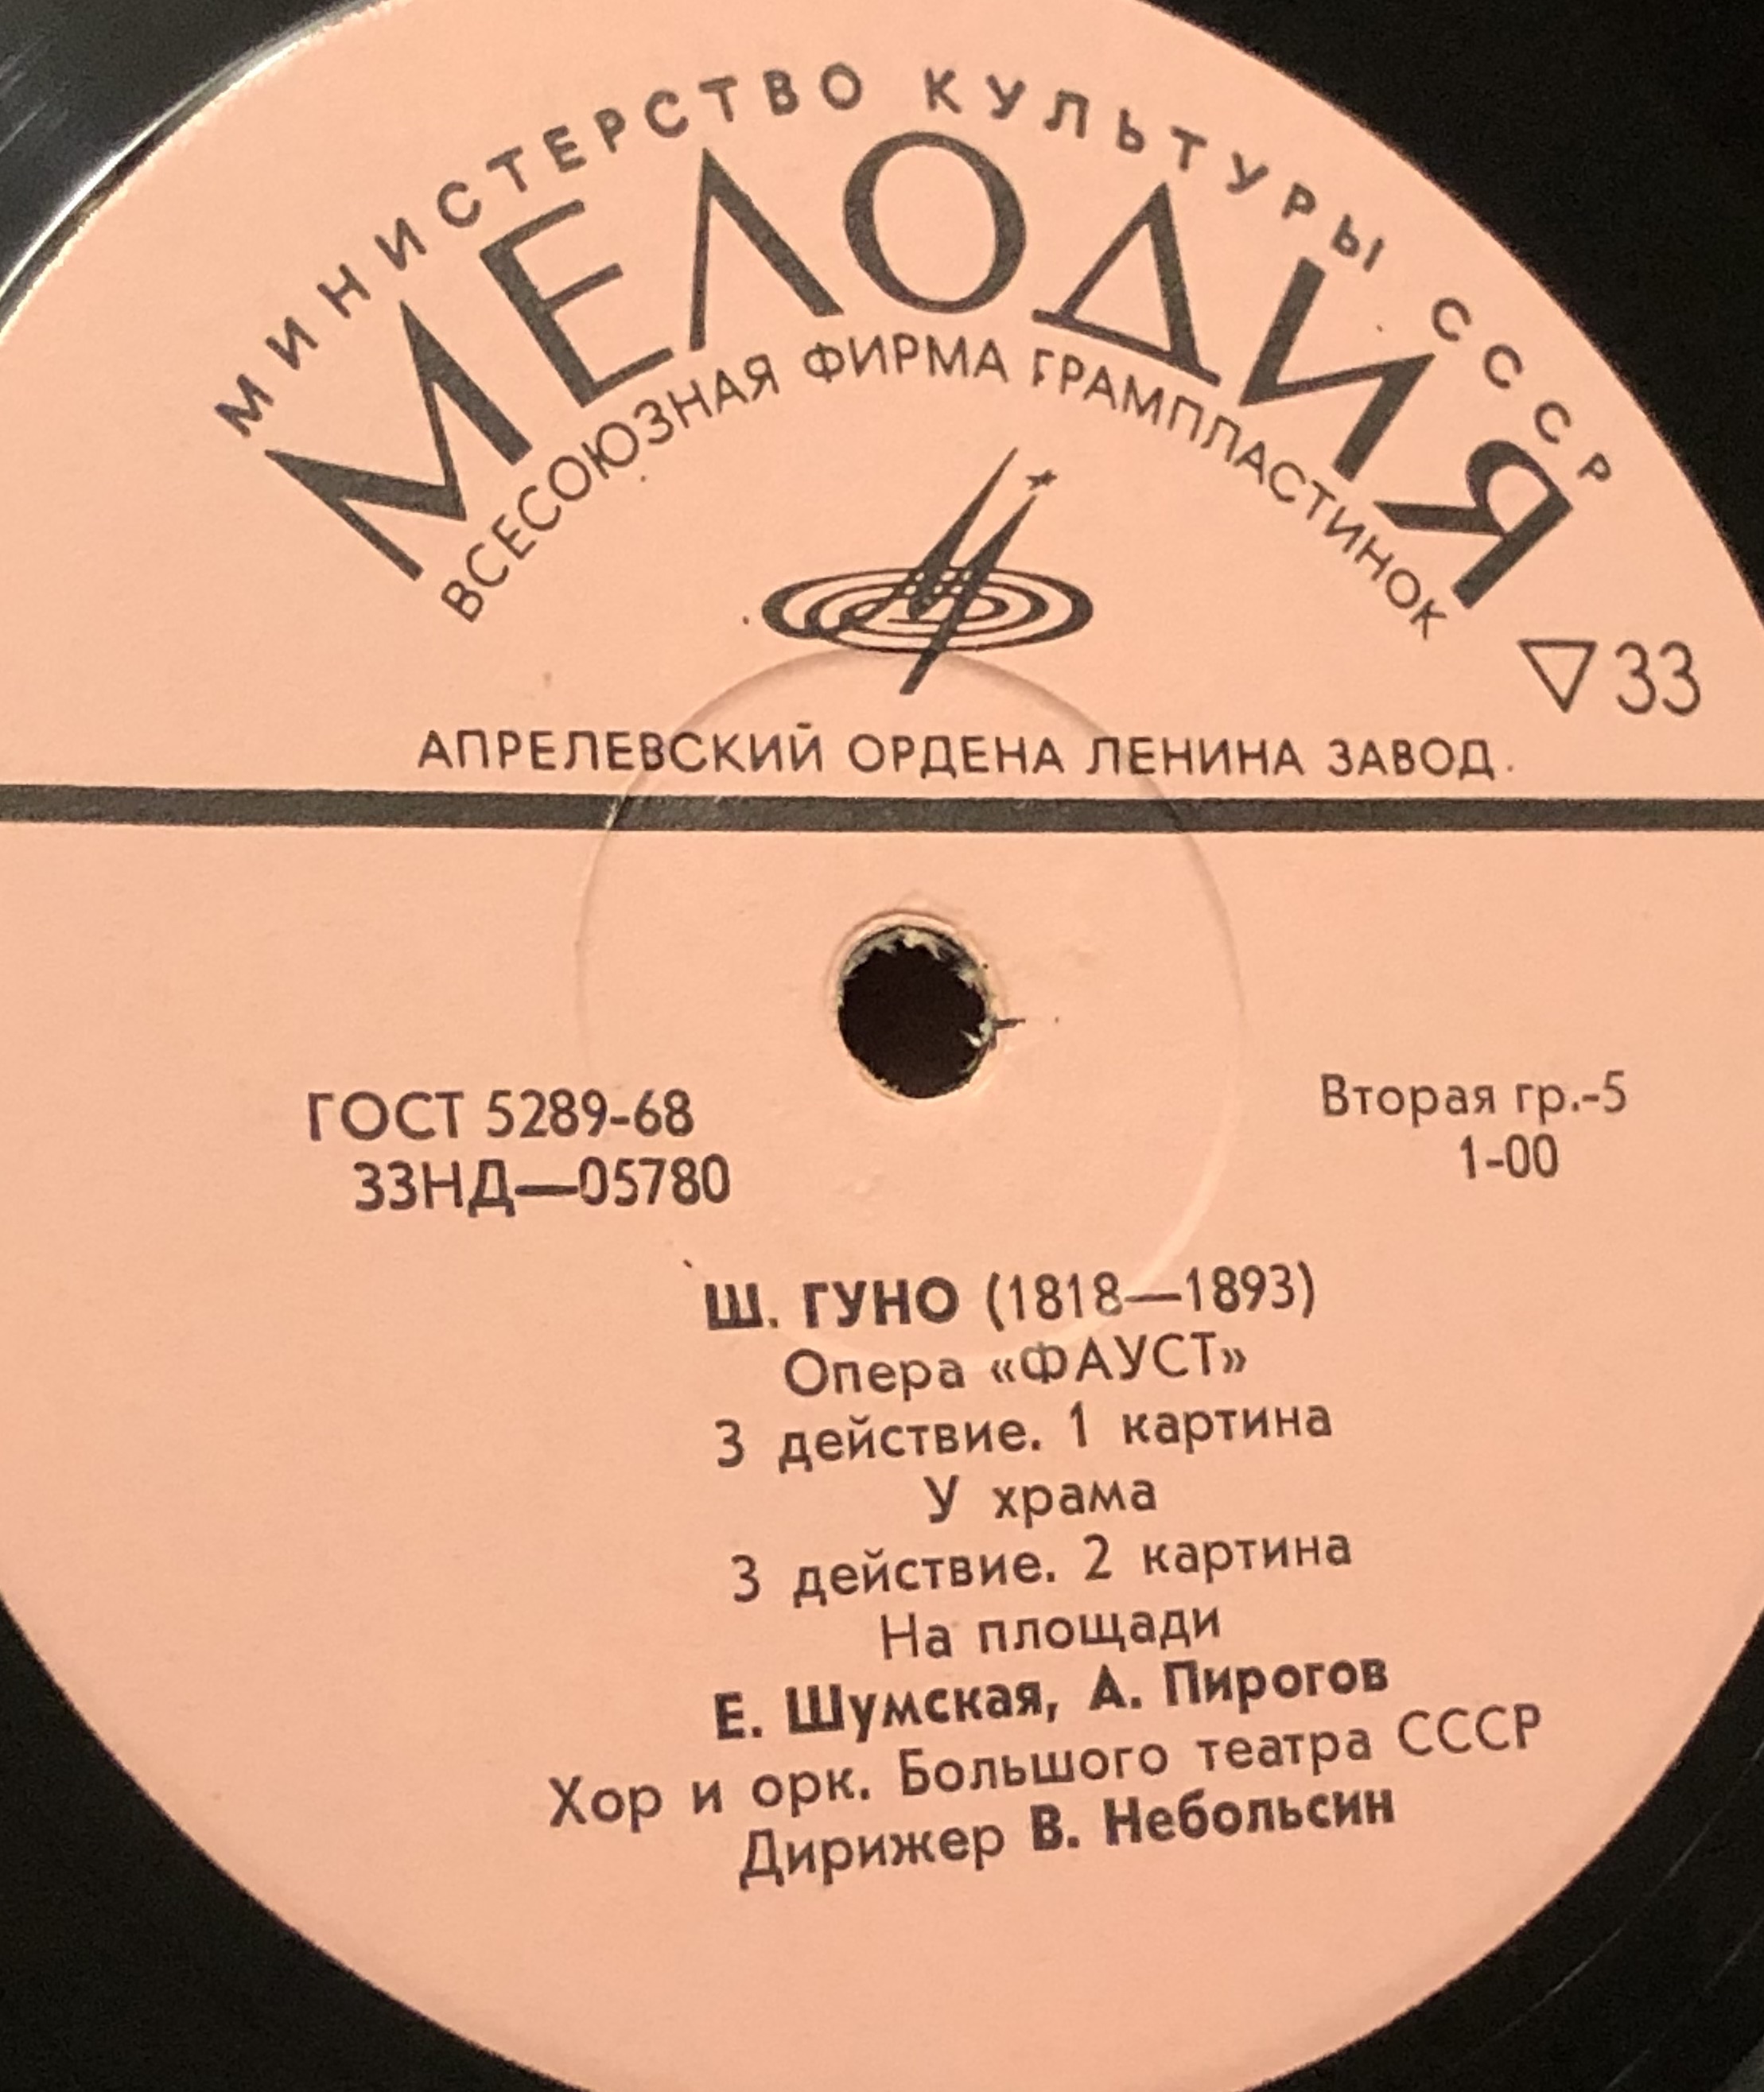 МИНИСТЕРСТВО КУЛЬТУРЫ СССР
МЕЛОДИЯ
ВСЕСОЮЗНАЯ ФИРМА ГРАМПЛАСТИНОК
▽33
АПРЕЛЕВСКИЙ ОРДЕНА ЛЕНИНА ЗАВОД
ГОСТ 5289-68
Вторая гр.-5
33НД—05780
1-00
Ш. ГУНО (1818—1893)
Опера «ФАУСТ»
3 действие. 1 картина
У храма
3 действие. 2 картина
На площади
Е. Шумская, А. Пирогов
Хор и орк. Большого театра СССР
Дирижер В. Небольсин